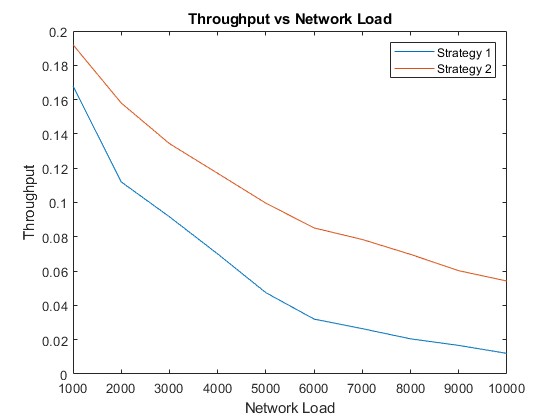 Throughput vs Network Load
Strategy 1
Strategy 2
0.2
0.18
0.16
0.14
0.12
0.1
0.08
0.06
0.04
0.02
0
Throughput
1000 2000 3000 4000 5000 6000 7000 8000 9000 10000
Network Load